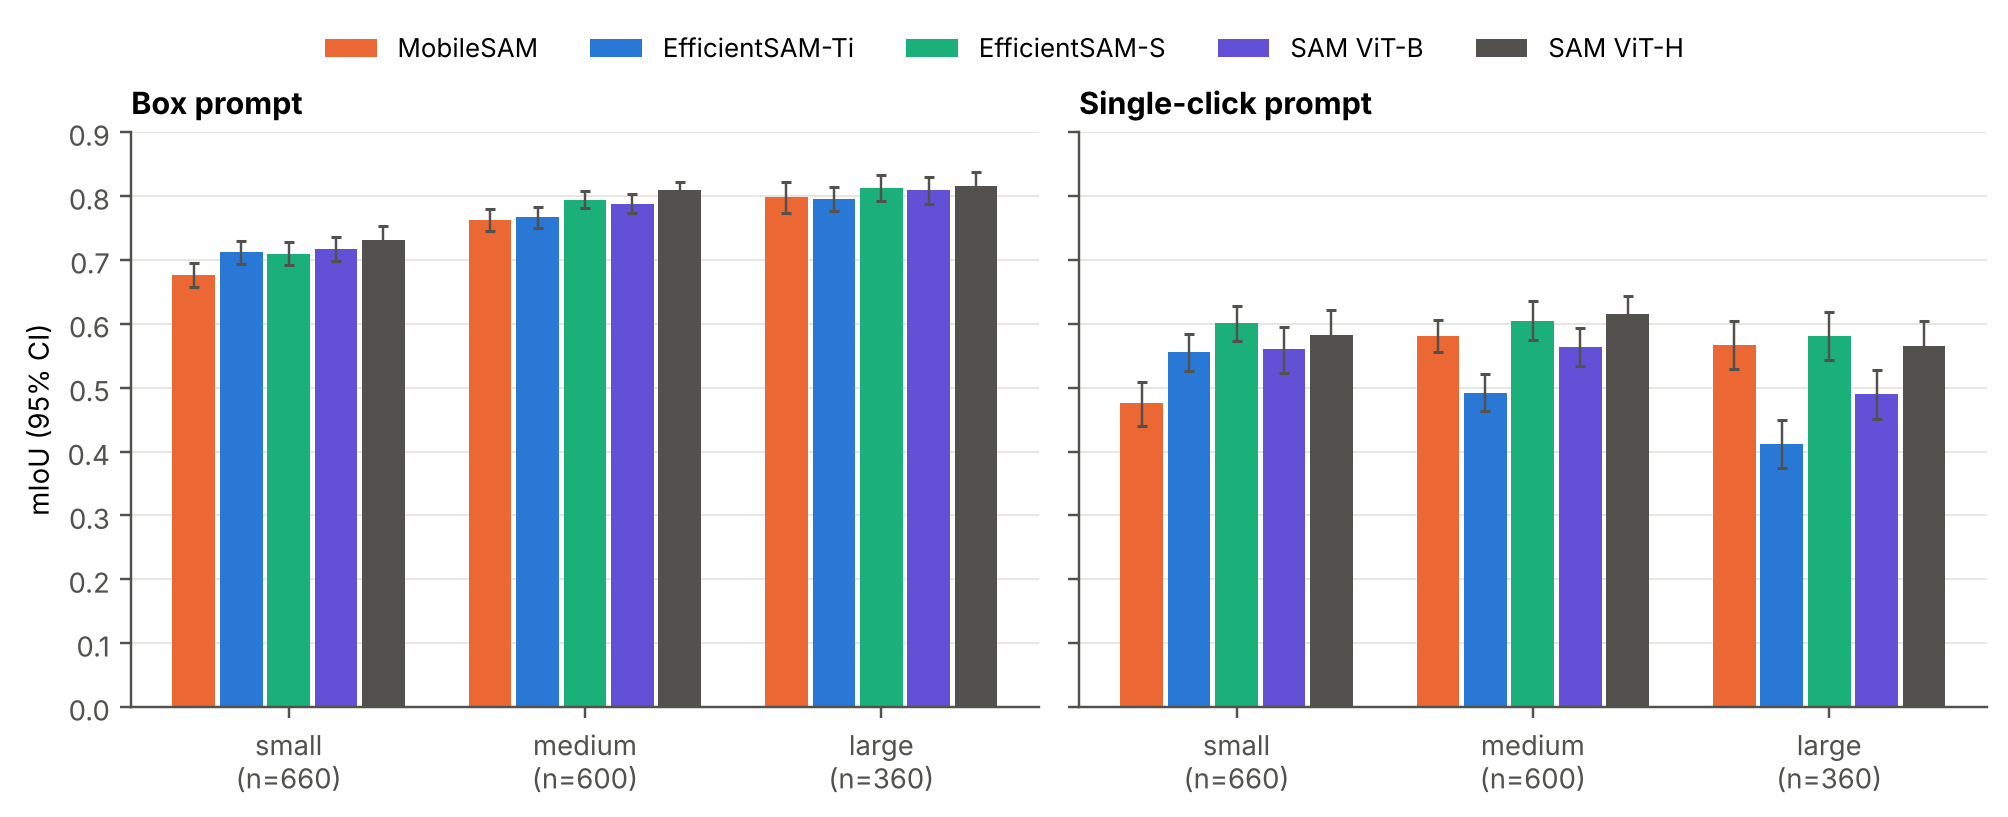 MobileSAM EfficientSAM-Ti EfficientSAM-S SAM ViT-B SAM ViT-H
Box prompt
Single-click prompt
mIoU (95% CI)
0.9
0.8
0.7
0.6
0.5
0.4
0.3
0.2
0.1
0.0
small
(n=660)
medium
(n=600)
large
(n=360)
small
(n=660)
medium
(n=600)
large
(n=360)